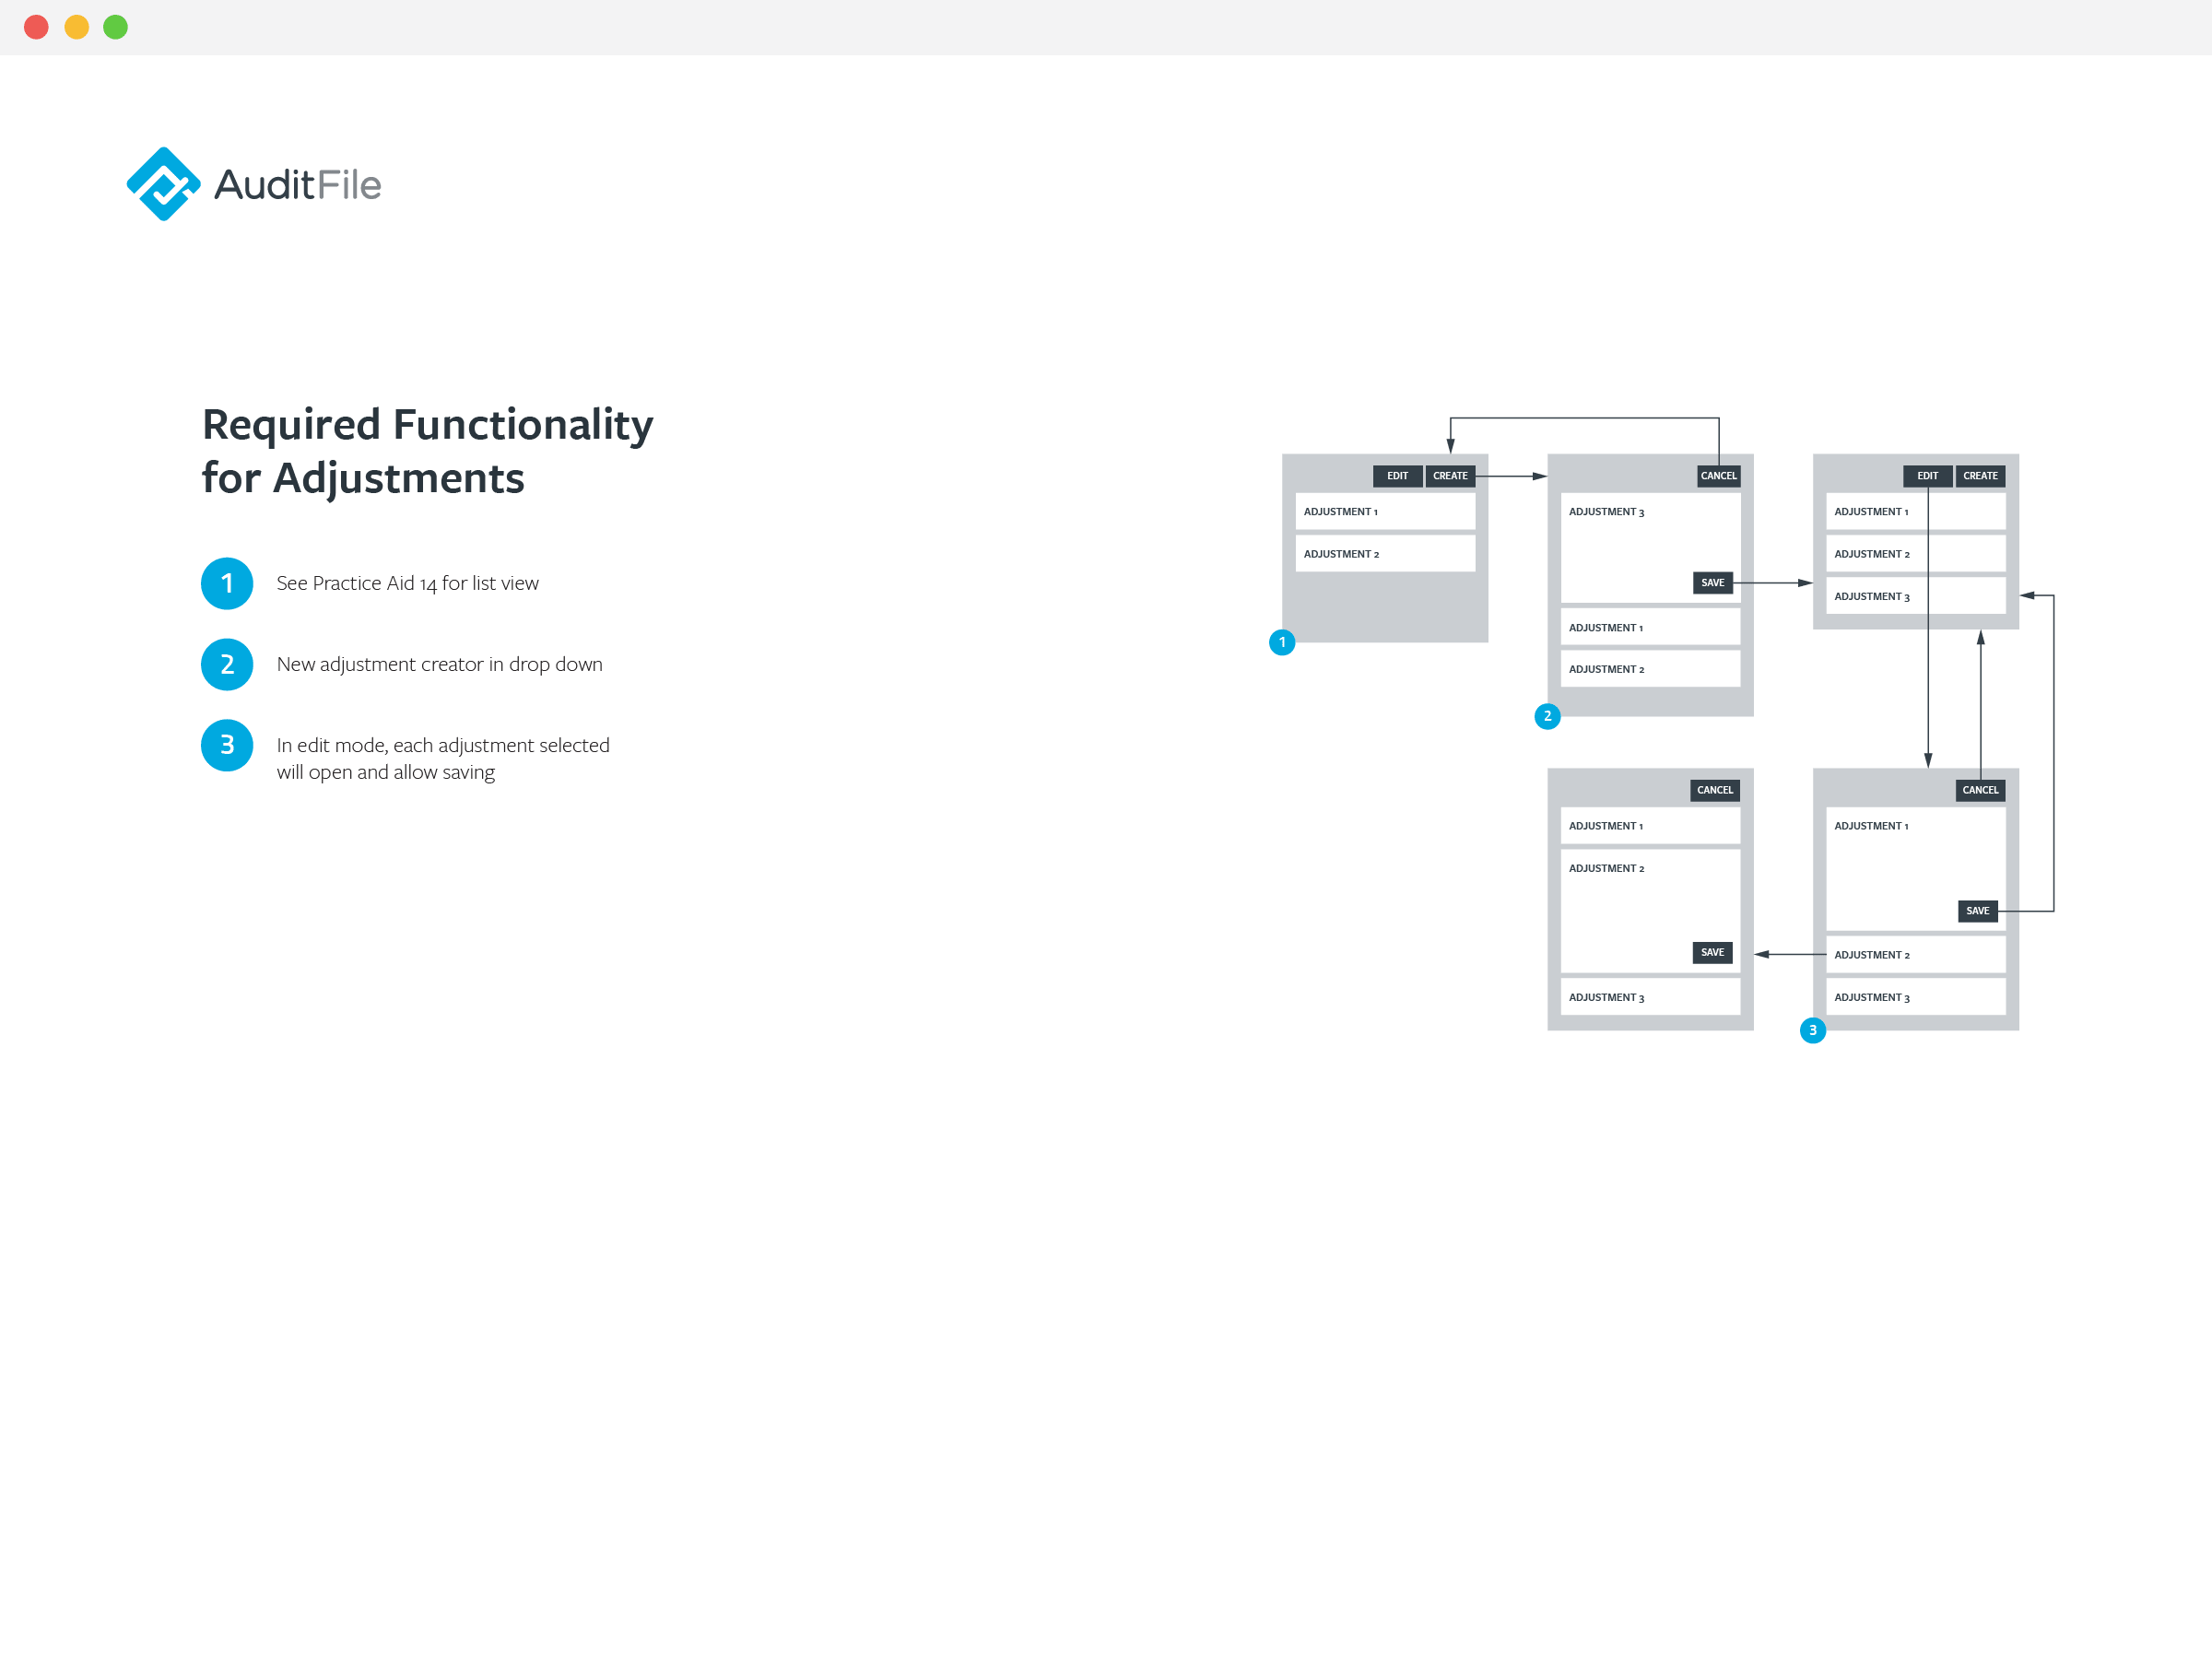 AuditFile
Required Functionality
for Adjustments
1 See Practice Aid 14 for list view
2 New adjustment creator in drop down
3 In edit mode, each adjustment selected
will open and allow saving
EDIT CREATE
ADJUSTMENT 1
ADJUSTMENT 2
1
CANCEL
ADJUSTMENT 3
SAVE
ADJUSTMENT 1
ADJUSTMENT 2
2
EDIT CREATE
ADJUSTMENT 1
ADJUSTMENT 2
ADJUSTMENT 3
CANCEL
ADJUSTMENT 1
ADJUSTMENT 2
SAVE
ADJUSTMENT 3
CANCEL
ADJUSTMENT 1
SAVE
ADJUSTMENT 2
ADJUSTMENT 3
3